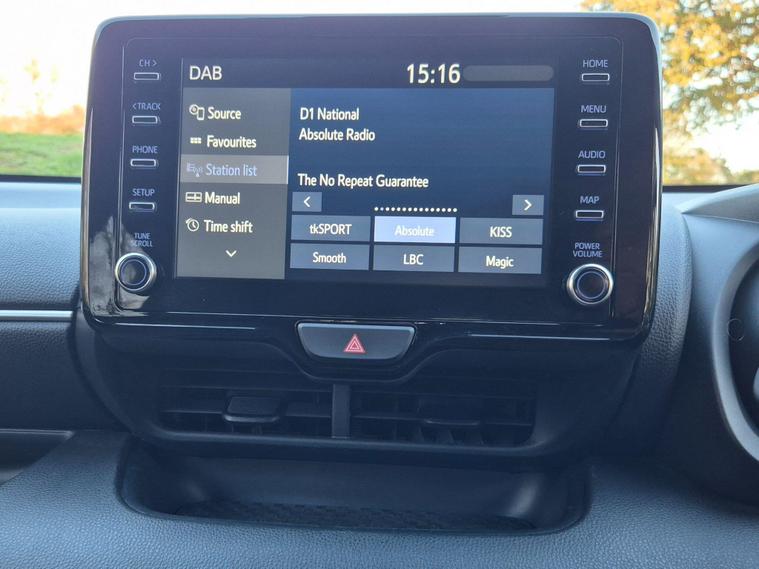 CH >
< TRACK
PHONE
SETUP
TUNE
SCROLL
DAB
15:16
Source
Favourites
Station list
Manual
Time shift
D1 National
Absolute Radio
The No Repeat Guarantee
tkSPORT
Absolute
KISS
Smooth
LBC
Magic
HOME
MENU
AUDIO
MAP
POWER
VOLUME